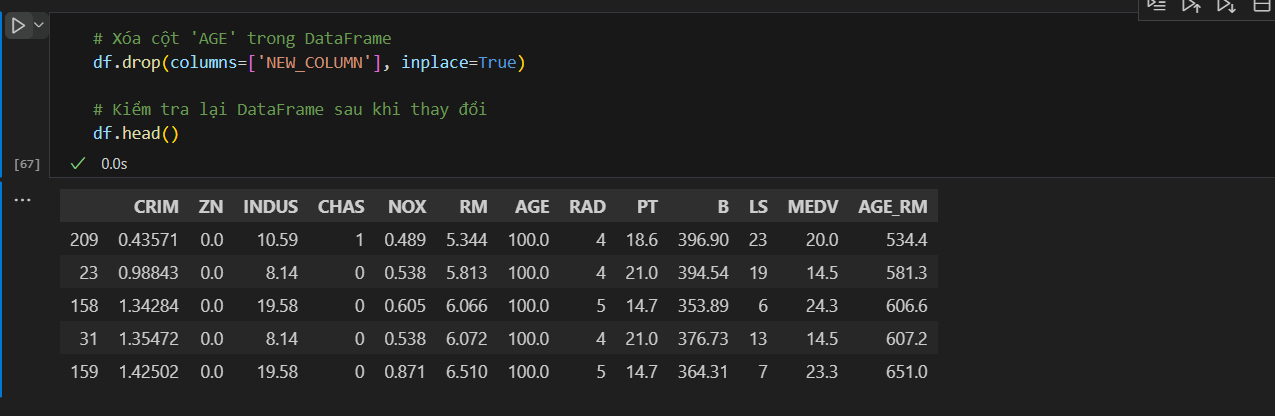 # Xóa cột 'AGE' trong DataFrame
df.drop(columns=['NEW_COLUMN'], inplace=True)
# Kiểm tra lại DataFrame sau khi thay đổi
df.head()
[67] 0.0s
CRIM ZN INDUS CHAS NOX RM AGE RAD PT B LS MEDV AGE_RM
209 0.43571 0.0 10.59 1 0.489 5.344 100.0 4 18.6 396.90 23 20.0 534.4
23 0.98843 0.0 8.14 0 0.538 5.813 100.0 4 21.0 394.54 19 14.5 581.3
158 1.34284 0.0 19.58 0 0.605 6.066 100.0 5 14.7 353.89 6 24.3 606.6
31 1.35472 0.0 8.14 0 0.538 6.072 100.0 4 21.0 376.73 13 14.5 607.2
159 1.42502 0.0 19.58 0 0.871 6.510 100.0 5 14.7 364.31 7 23.3 651.0